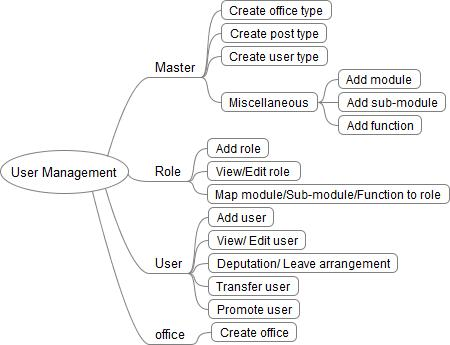 User Management
Master
Create office type
Create post type
Create user type
Miscellaneous
Add module
Add sub-module
Add function
Role
Add role
View/Edit role
Map module/Sub-module/Function to role
User
Add user
View/ Edit user
Deputation/ Leave arrangement
Transfer user
Promote user
office
Create office